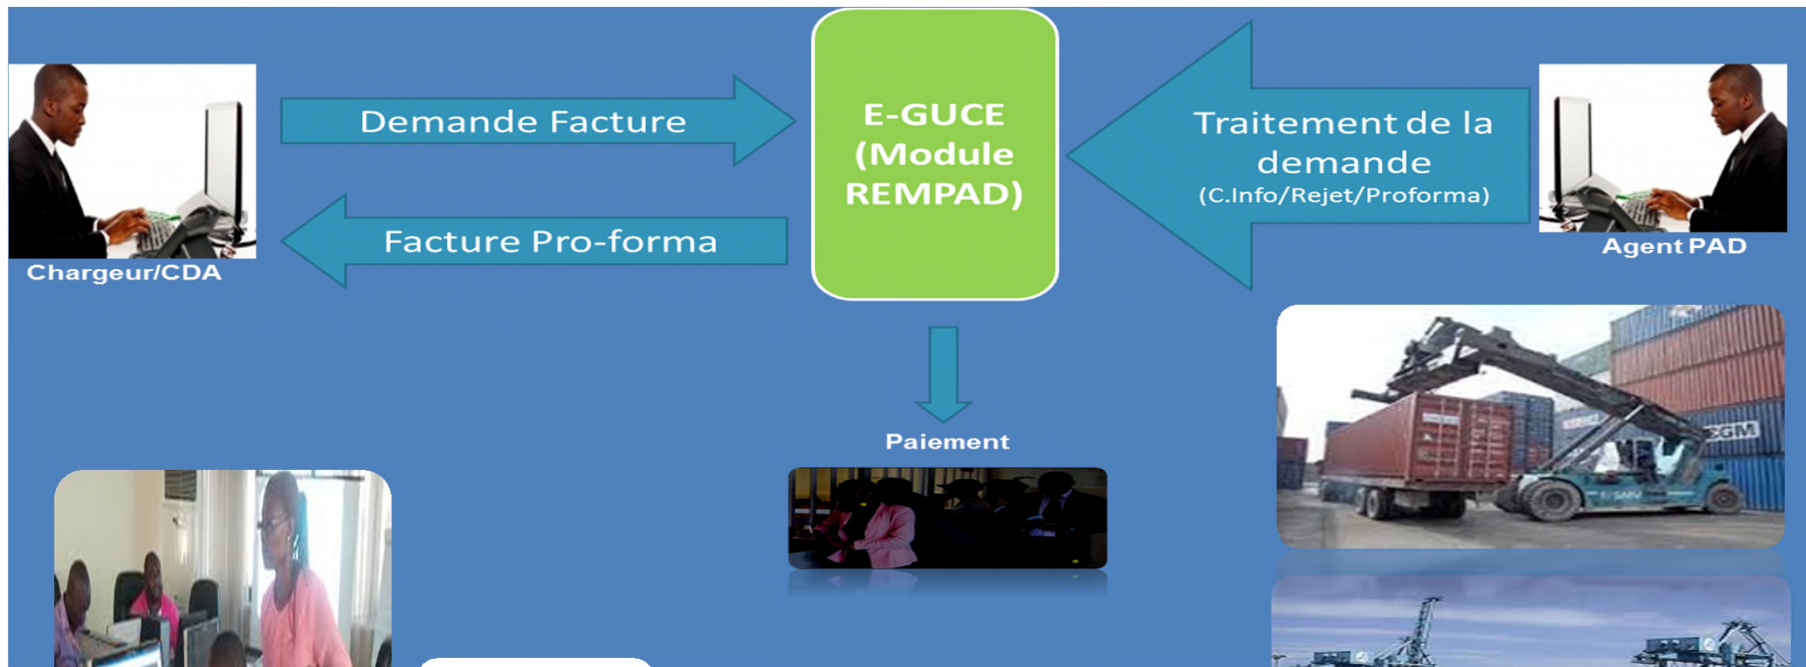 Demande Facture
Facture Pro-forma
Chargeur/CDA
E-GUCE
(Module
REMPAD)
Traitement de la
demande
(C.Info/Rejet/Proforma)
Agent PAD
Paiement
CGM
SMV